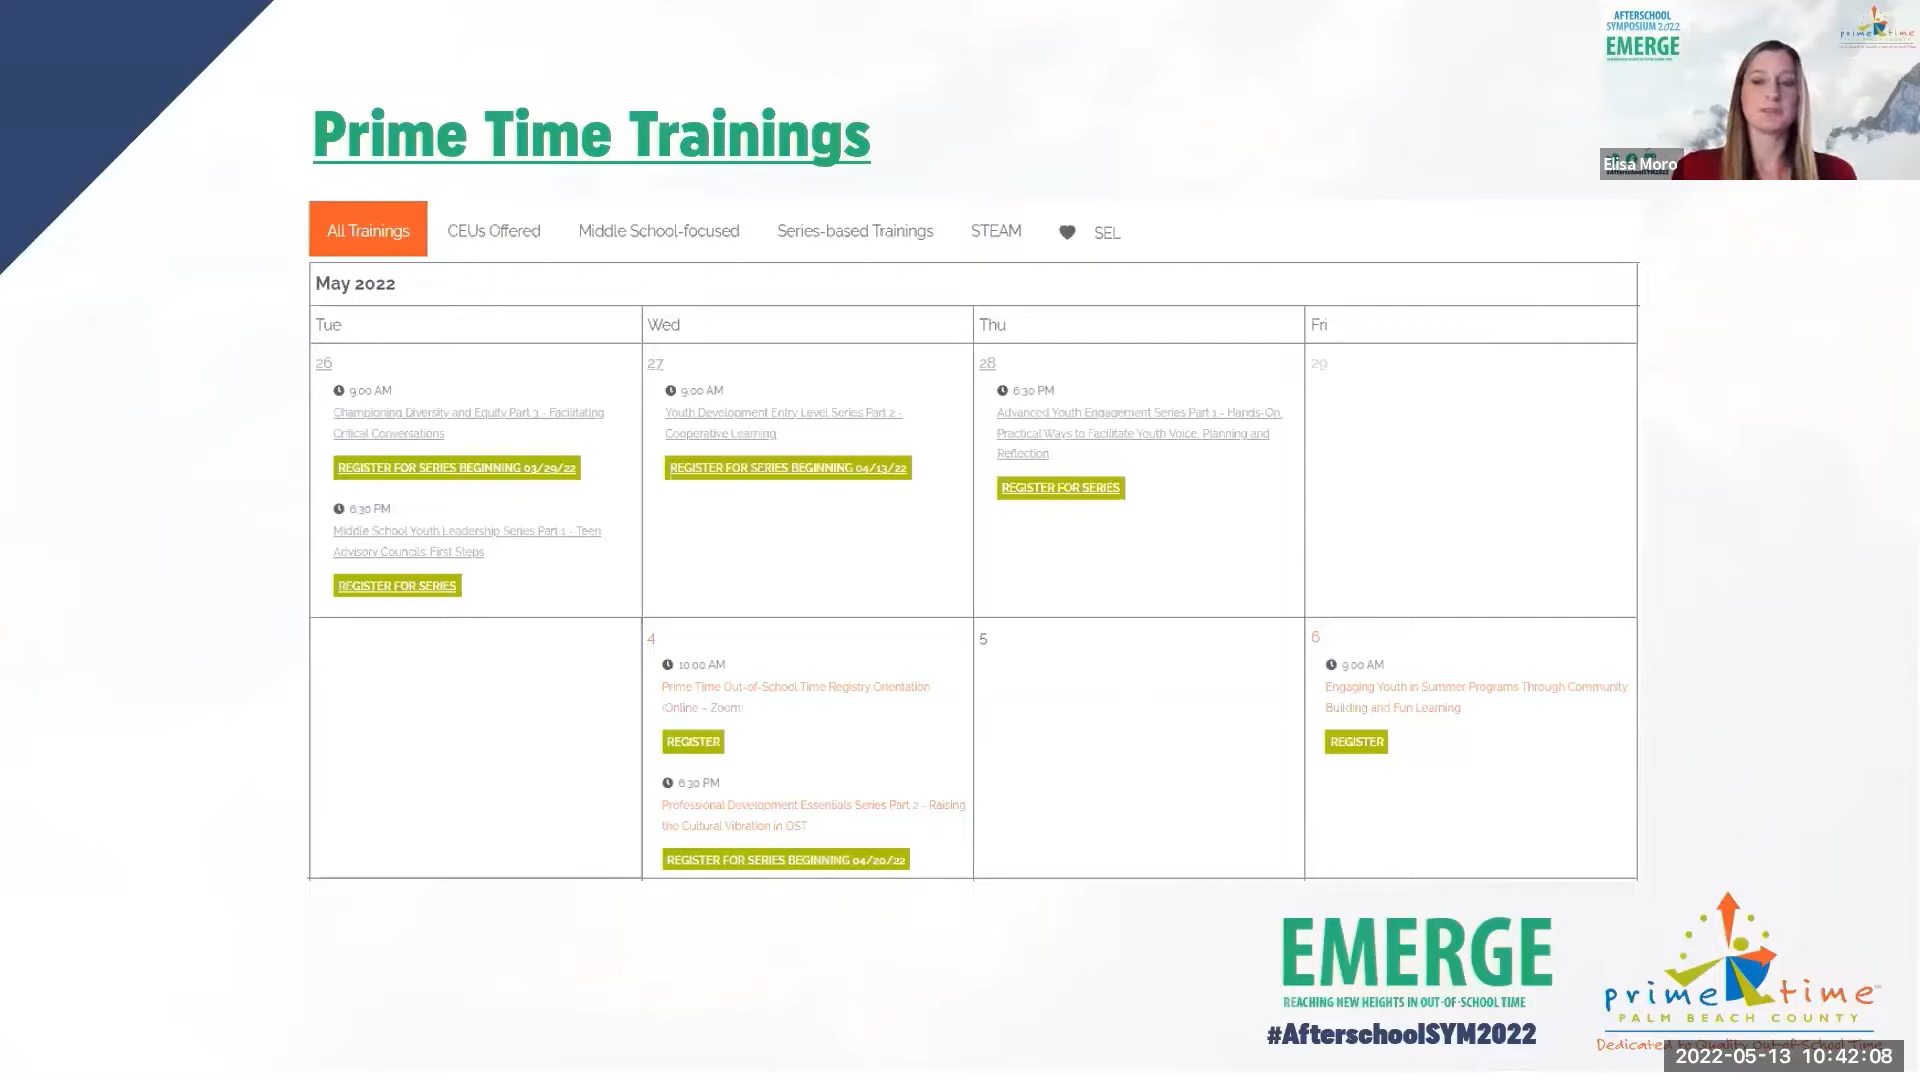 AFTERSCHOOL
SYMPOSIUM 2022
EMERGE
prime time
Elisa Moro
Prime Time Trainings
All Trainings
CEUs Offered
Middle School-focused
Series-based Trainings
STEAM
SEL
May 2022
Tue
Wed
Thu
Fri
26
9:00 AM
Championing Diversity and Equity Part 3 - Facilitating
Critical Conversations
REGISTER FOR SERIES BEGINNING 03/29/22
6:30 PM
Middle School Youth Leadership Series Part 1 - Teen
Advisory Councils: First Steps
REGISTER FOR SERIES
27
9:00 AM
Youth Development Entry Level Series Part 2 -
Cooperative Learning
REGISTER FOR SERIES BEGINNING 04/13/22
28
6:30 PM
Advanced Youth Engagement Series Part 1 - Hands-On,
Practical Ways to Facilitate Youth Voice, Planning and
Reflection
REGISTER FOR SERIES
29
4
10:00 AM
Prime Time Out-of-School Time Registry Orientation
(Online – Zoom)
REGISTER
6:30 PM
Professional Development Essentials Series Part 2 - Raising
the Cultural Vibration in OST
REGISTER FOR SERIES BEGINNING 04/20/22
5
6
9:00 AM
Engaging Youth in Summer Programs Through Community
Building and Fun Learning
REGISTER
EMERGE
REACHING NEW HEIGHTS IN OUT-OF-SCHOOL TIME
#AfterschoolSYM2022
prime time
PALM BEACH COUNTY
Dedicated to Quality Out-of-School Time
2022-05-13 10:42:08